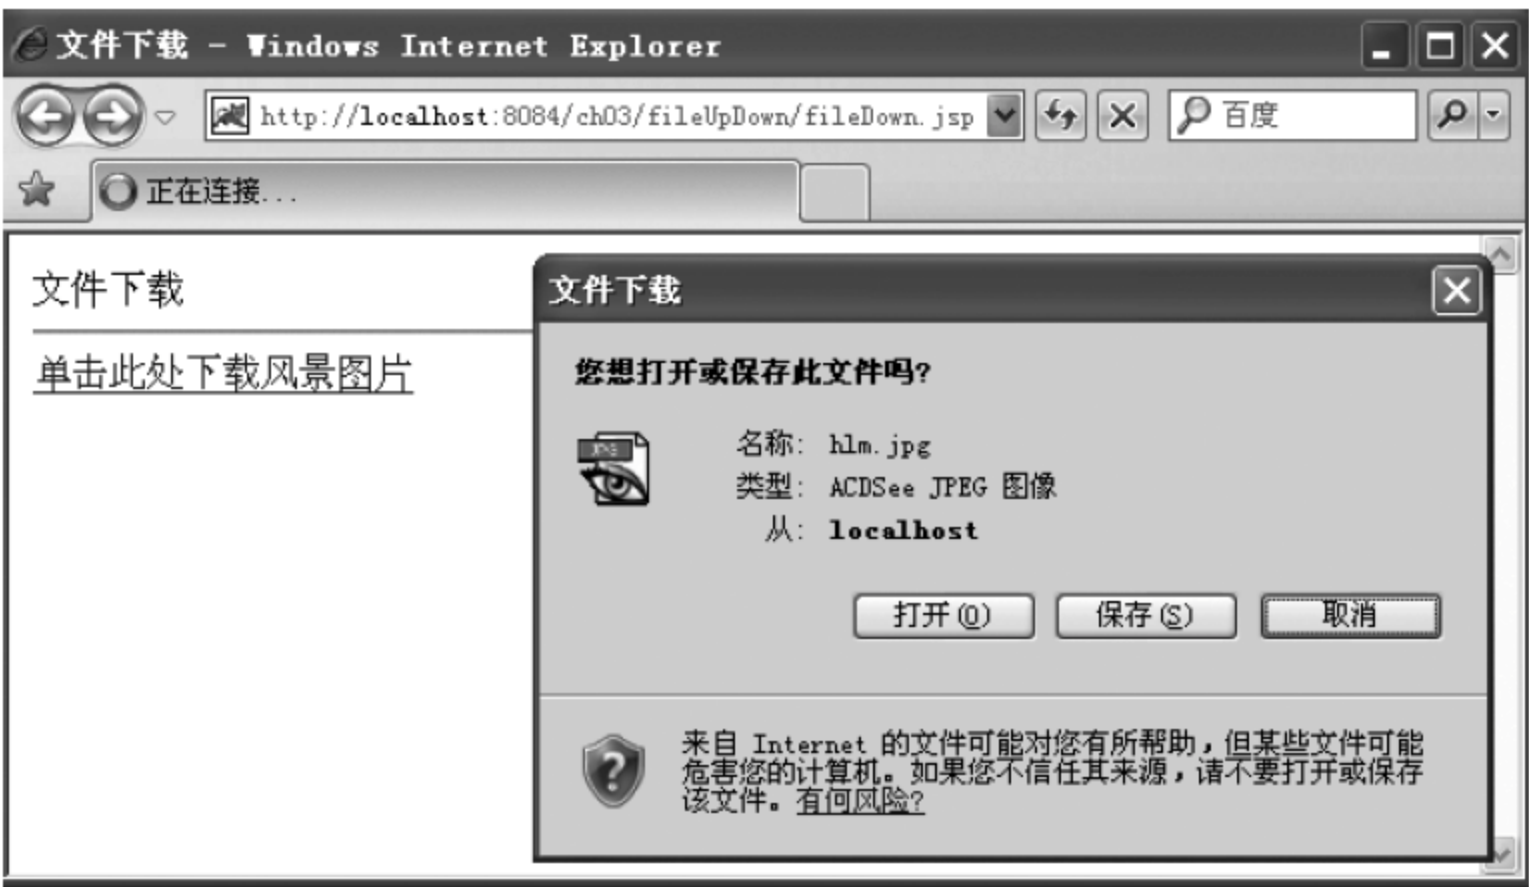 文件下载 - Windows Internet Explorer
http://localhost:8084/ch03/fileUpDown/fileDown.jsp
百度
正在连接...
文件下载
单击此处下载风景图片
文件下载
您想打开或保存此文件吗?
JPG
名称: hlm.jpg
类型: ACDSee JPEG 图像
从: localhost
打开(O)
保存(S)
取消
来自 Internet 的文件可能对您有所帮助，但某些文件可能
危害您的计算机。如果您不信任其来源，请不要打开或保存
该文件。有何风险?